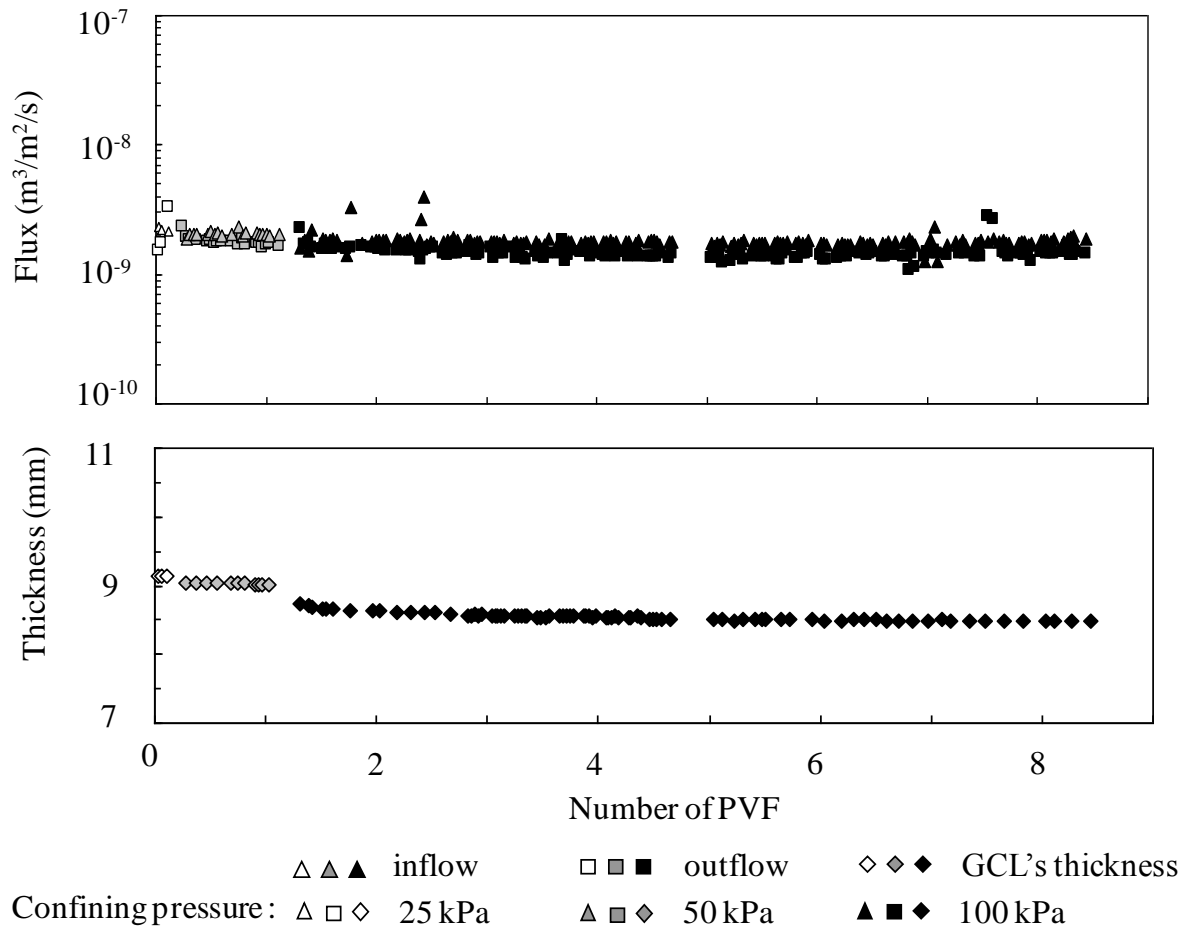 10-7
10-8
10-9
10-10
Flux (m3/m2/s)
11
9
7
Thickness (mm)
0 2 4 6 8
Number of PVF
inflow outflow GCL's thickness
Confining pressure: 25 kPa 50 kPa 100 kPa